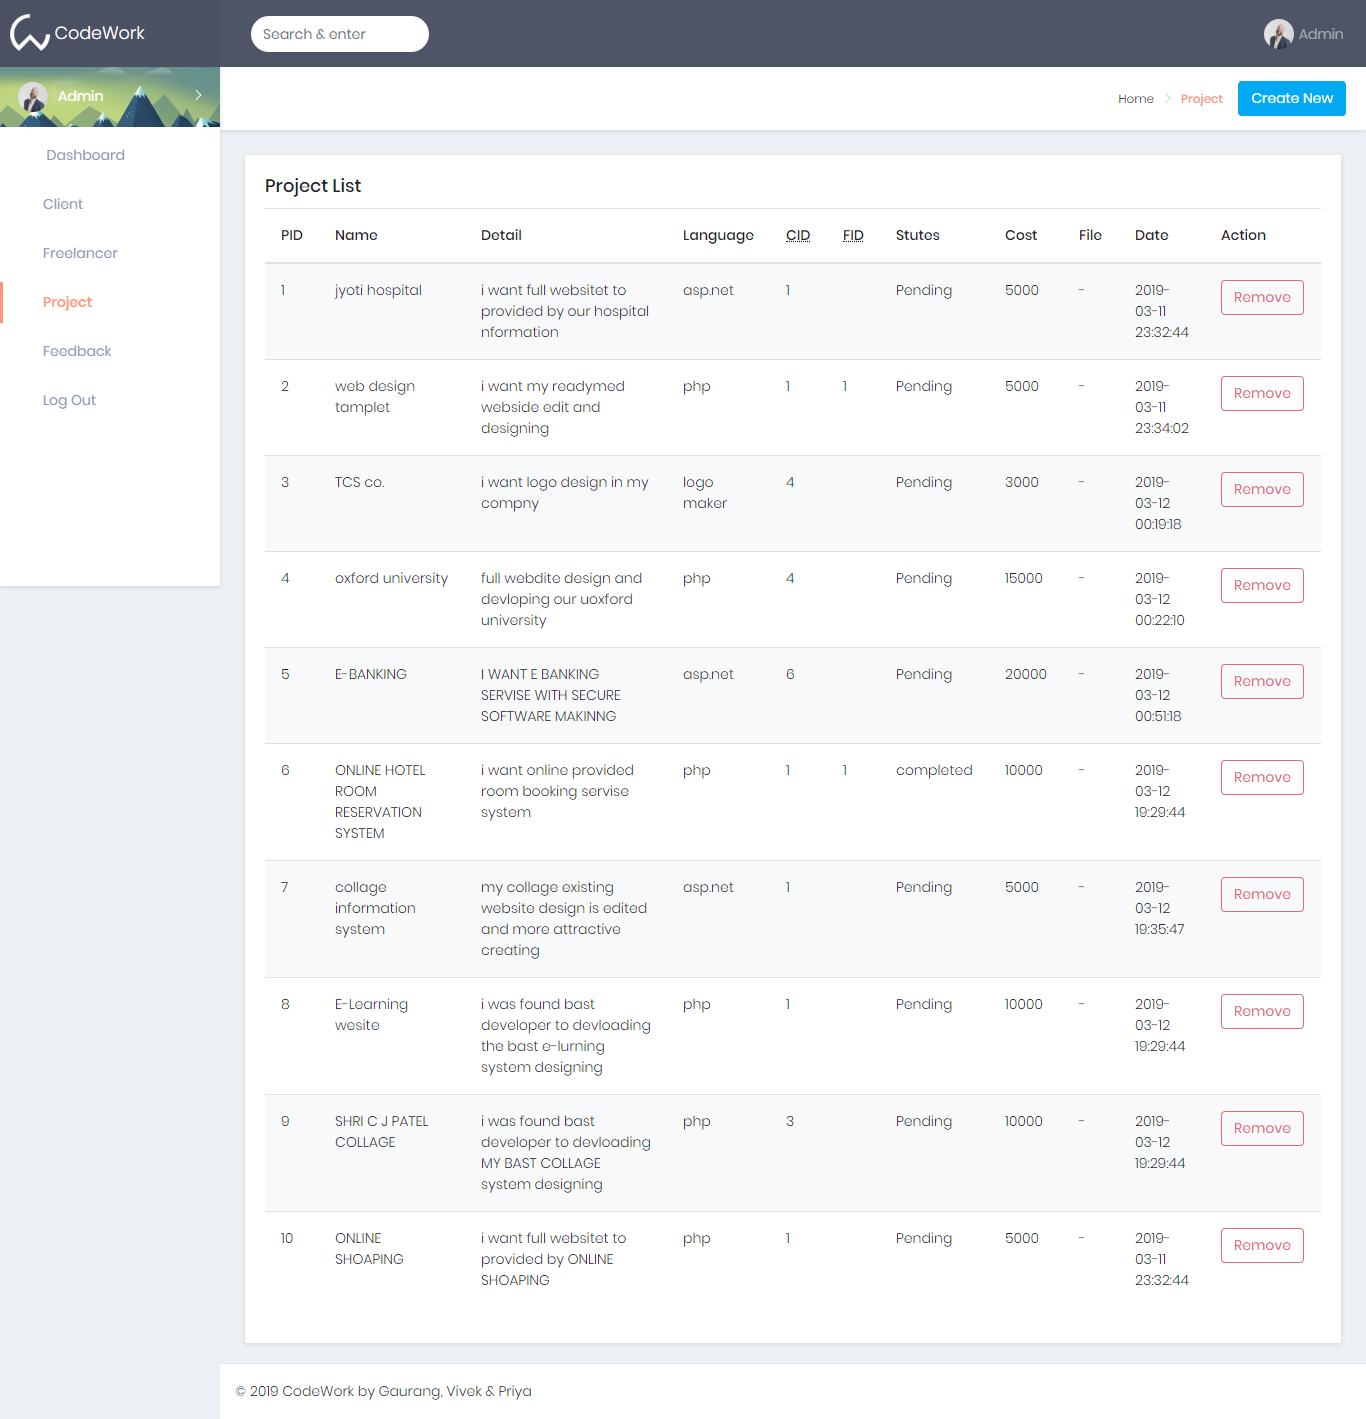 CodeWork
Search & enter
Admin
Admin
Home
Project
Create New
Dashboard
Client
Freelancer
Project
Feedback
Log Out
Project List
PID Name Detail Language CID FID Stutes Cost File Date Action
1 jyoti hospital i want full websitet to asp.net 1 Pending 5000 - 2019- Remove
provided by our hospital 03-11
nformation 23:32:44
2 web design i want my readymed php 1 1 Pending 5000 - 2019- Remove
tamplet webside edit and 03-11
designing 23:34:02
3 TCS co. i want logo design in my logo 4 Pending 3000 - 2019- Remove
compny maker 03-12
00:19:18
4 oxford university full webdite design and php 4 Pending 15000 - 2019- Remove
devloping our uoxford 03-12
university 00:22:10
5 E-BANKING I WANT E BANKING asp.net 6 Pending 20000 - 2019- Remove
SERVISE WITH SECURE 03-12
SOFTWARE MAKINNG 00:51:18
6 ONLINE HOTEL i want online provided php 1 1 completed 10000 - 2019- Remove
ROOM room booking servise 03-12
RESERVATION system 19:29:44
SYSTEM
7 collage my collage existing asp.net 1 Pending 5000 - 2019- Remove
information website design is edited 03-12
system and more attractive 19:35:47
creating
8 E-Learning i was found bast php 1 Pending 10000 - 2019- Remove
wesite developer to devloading 03-12
the bast e-lurning 19:29:44
system designing
9 SHRI C J PATEL i was found bast php 3 Pending 10000 - 2019- Remove
COLLAGE developer to devloading 03-12
MY BAST COLLAGE 19:29:44
system designing
10 ONLINE i want full websitet to php 1 Pending 5000 - 2019- Remove
SHOAPING provided by ONLINE 03-11
SHOAPING 23:32:44
© 2019 CodeWork by Gaurang, Vivek & Priya